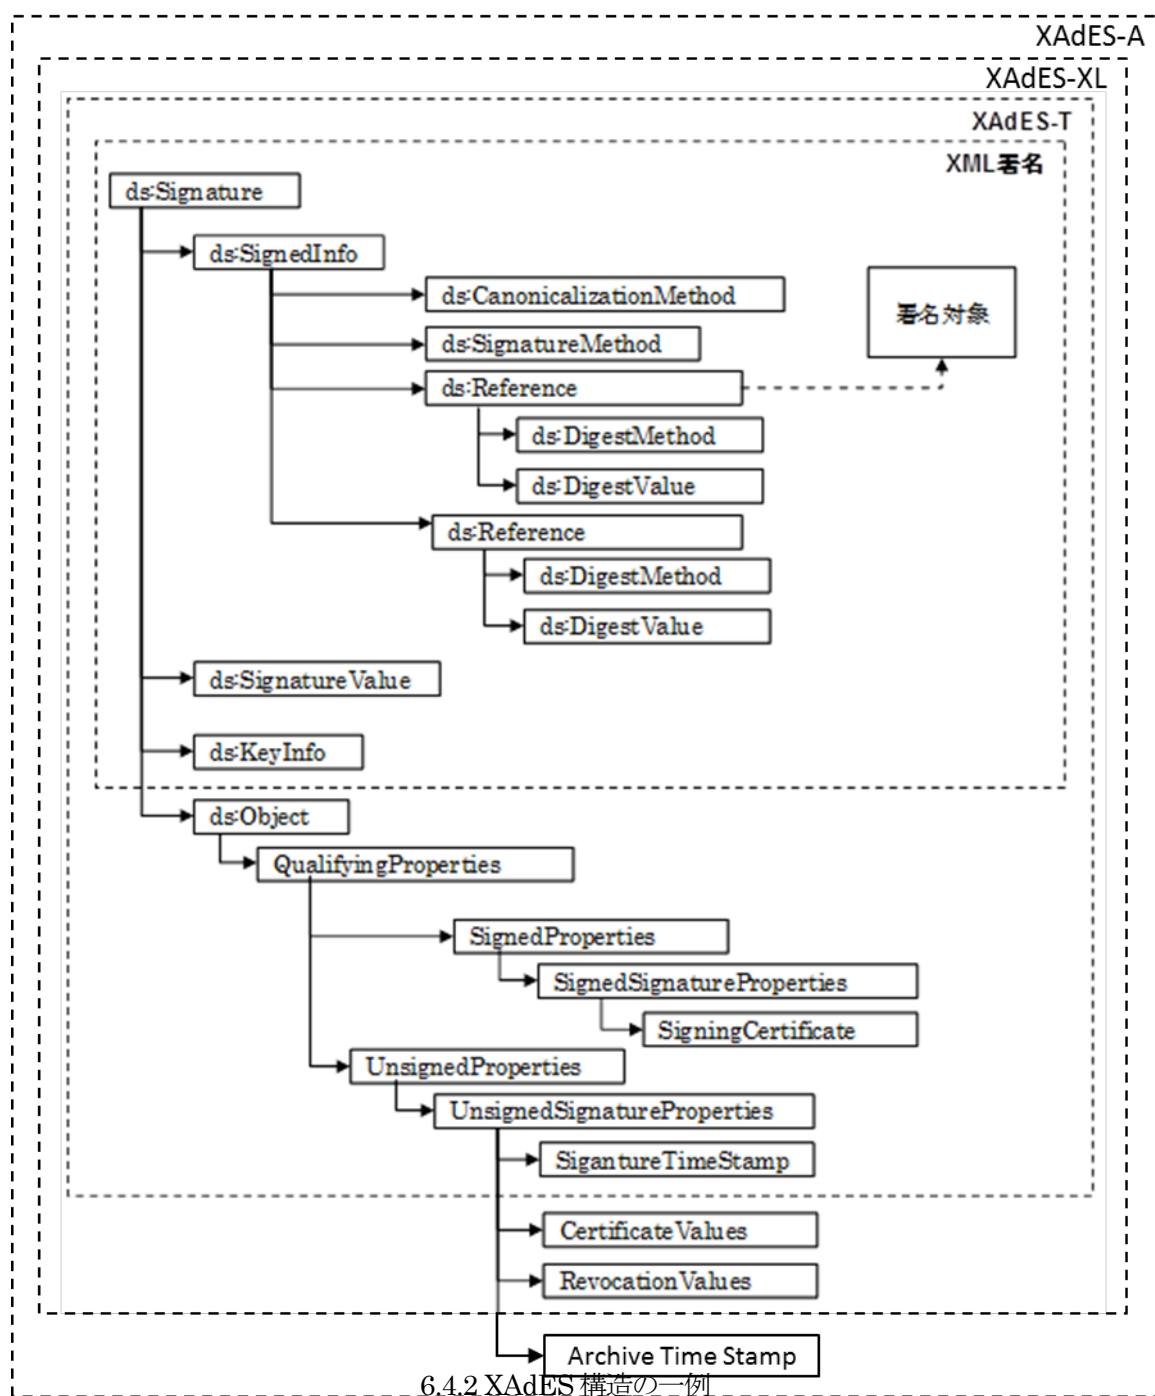 XAdES-A
XAdES-XL
XAdES-T
XML署名
ds:Signature
ds:SignedInfo
ds:CanonicalizationMethod
署名対象
ds:SignatureMethod
ds:Reference
ds:DigestMethod
ds:DigestValue
ds:Reference
ds:DigestMethod
ds:DigestValue
ds:SignatureValue
ds:KeyInfo
ds:Object
QualifyingProperties
SignedProperties
SignedSignatureProperties
SigningCertificate
UnsignedProperties
UnsignedSignatureProperties
SigantureTimeStamp
CertificateValues
RevocationValues
Archive Time Stamp
6.4.2 XAdES 構造の一例